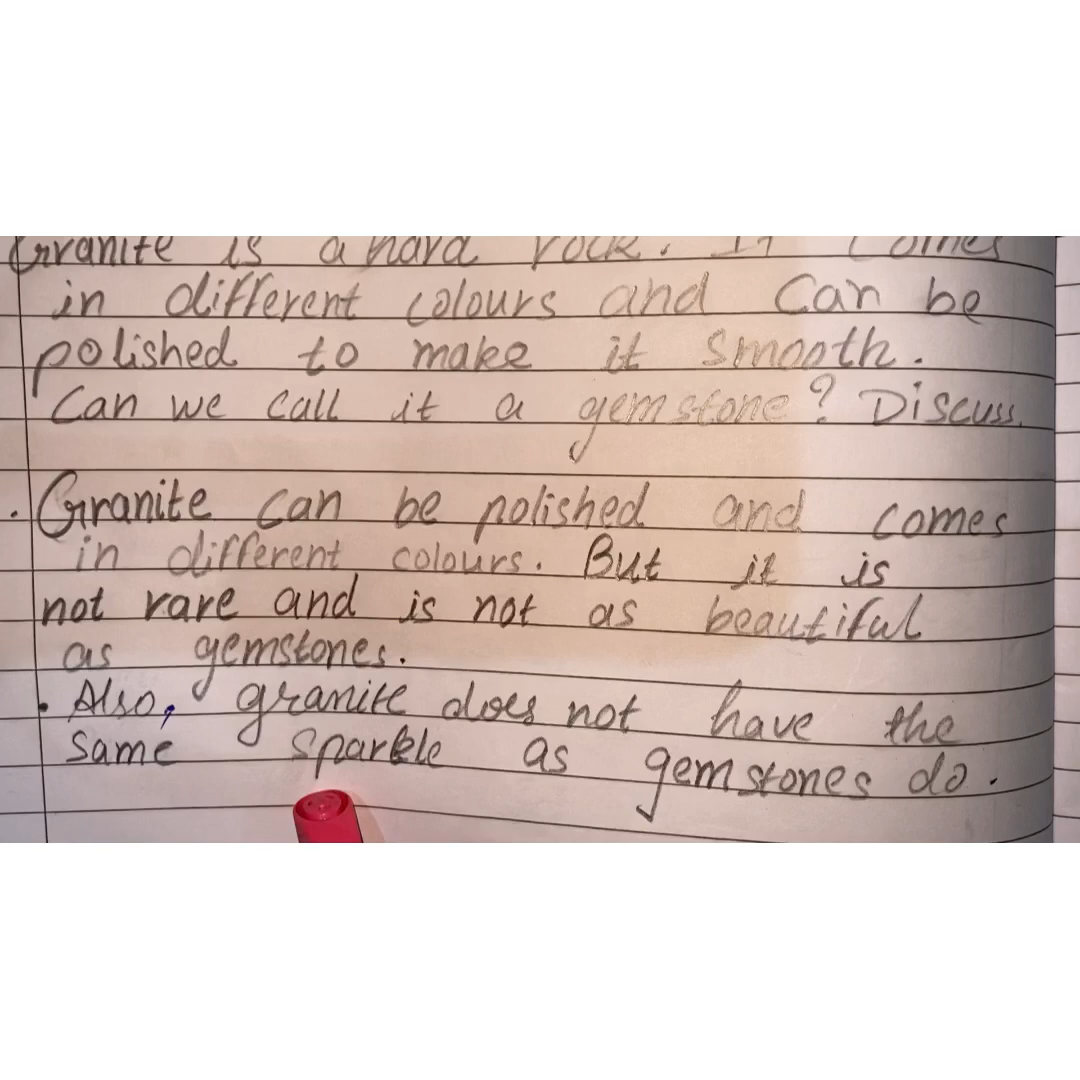 Granite is a hard rock. It comes
in different colours and can be
polished to make it smooth.
Can we call it a gemstone? Discuss.
. Granite can be polished and comes
in different colours. But it is
not rare and is not as beautiful
as gemstones.
. Also, granite does not have the
same sparkle as gemstones do.